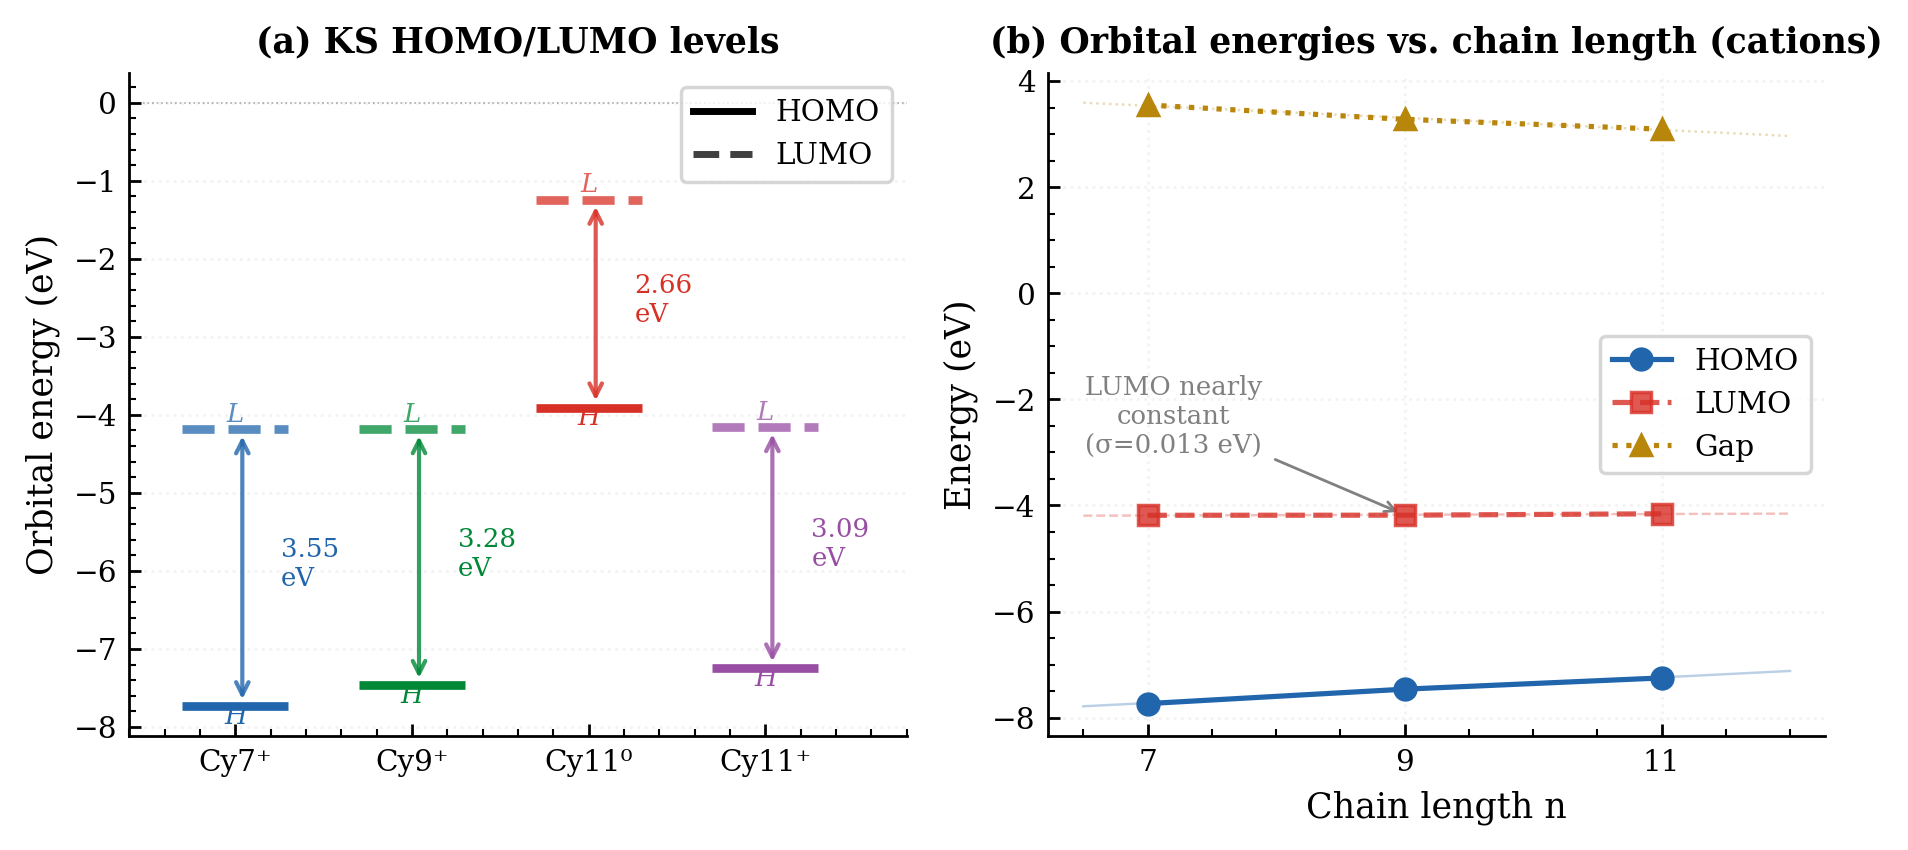 (a) KS HOMO/LUMO levels
Orbital energy (eV)
0
−1
−2
−3
−4
−5
−6
−7
−8
HOMO
LUMO
L
H
3.55
eV
L
H
3.28
eV
L
H
2.66
eV
L
H
3.09
eV
Cy7⁺
Cy9⁺
Cy11⁰
Cy11⁺
(b) Orbital energies vs. chain length (cations)
Energy (eV)
4
2
0
−2
−4
−6
−8
LUMO nearly
constant
(σ=0.013 eV)
HOMO
LUMO
Gap
7
9
11
Chain length n